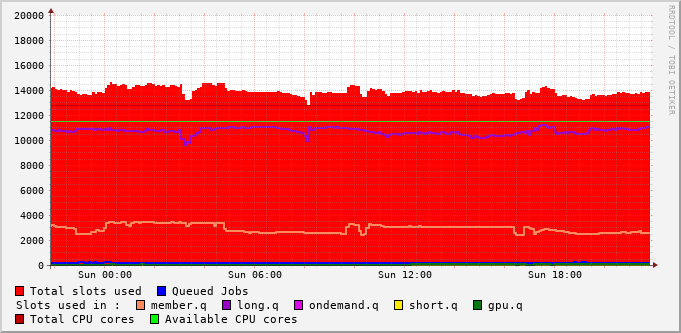 20000
18000
16000
14000
12000
10000
8000
6000
4000
2000
0
Sun 00:00 Sun 06:00 Sun 12:00 Sun 18:00
RRDTOOL / TOBI OETIKER
Total slots used Queued Jobs
Slots used in : member.q long.q ondemand.q short.q gpu.q
Total CPU cores Available CPU cores